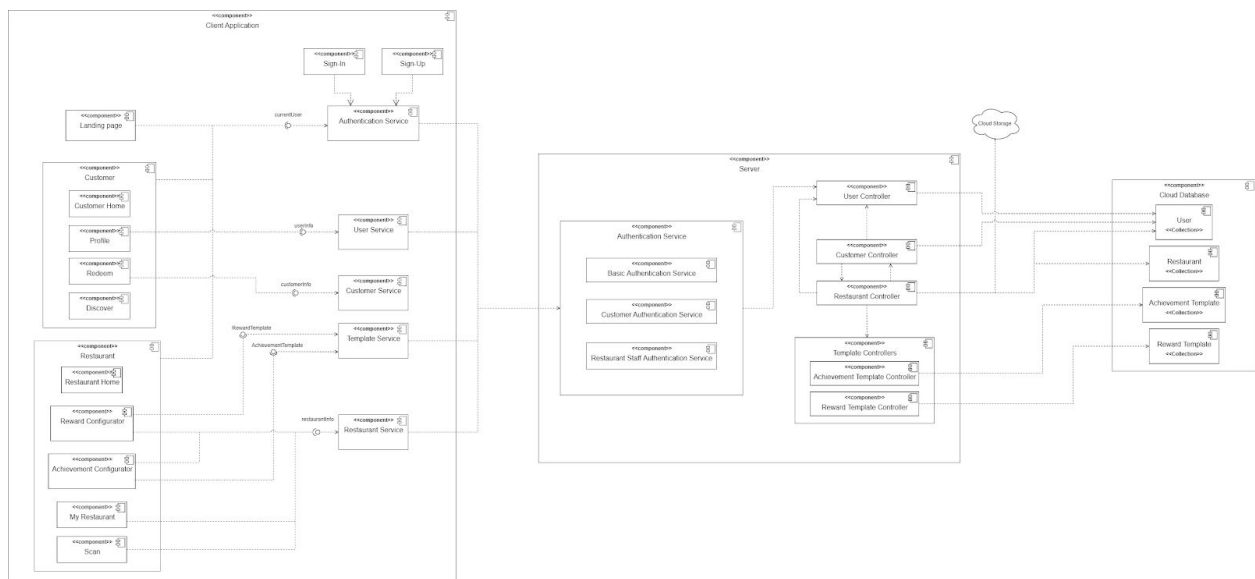 <<component>>
Client Application
<<component>>
Sign-In
<<component>>
Sign-Up
<<component>>
Landing page
currentUser
<<component>>
Authentication Service
<<component>>
Customer
<<component>>
Customer Home
<<component>>
Profile
userInfo
<<component>>
User Service
<<component>>
Redeem
customerInfo
<<component>>
Customer Service
<<component>>
Discover
RewardTemplate
<<component>>
Template Service
AchievementTemplate
<<component>>
Restaurant
<<component>>
Restaurant Home
<<component>>
Reward Configurator
restaurantInfo
<<component>>
Restaurant Service
<<component>>
Achievement Configurator
<<component>>
My Restaurant
<<component>>
Scan
<<component>>
Server
<<component>>
Authentication Service
<<component>>
Basic Authentication Service
<<component>>
Customer Authentication Service
<<component>>
Restaurant Staff Authentication Service
<<component>>
User Controller
<<component>>
Customer Controller
<<component>>
Restaurant Controller
<<component>>
Template Controllers
<<component>>
Achievement Template Controller
<<component>>
Reward Template Controller
Cloud Storage
<<component>>
Cloud Database
<<component>>
User
<<Collection>>
<<component>>
Restaurant
<<Collection>>
<<component>>
Achievement Template
<<Collection>>
<<component>>
Reward Template
<<Collection>>